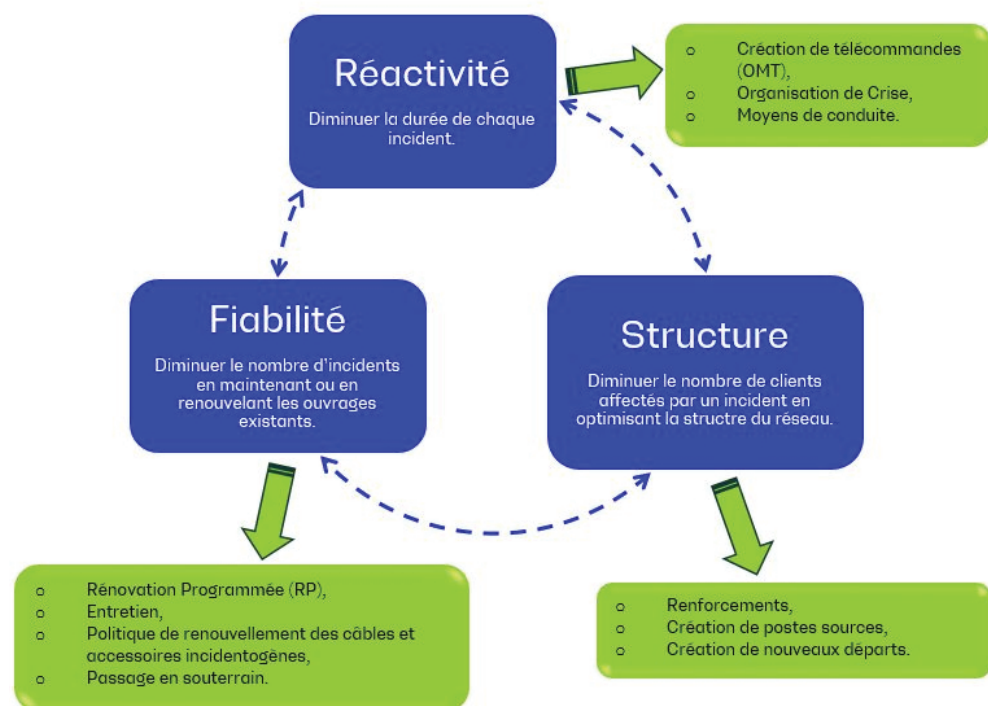 Réactivité
Diminuer la durée de chaque
incident.
o Création de télécommandes
(OMT),
o Organisation de Crise,
o Moyens de conduite.
Fiabilité
Diminuer le nombre d'incidents
en maintenant ou en
renouvelant les ouvrages
existants.
Structure
Diminuer le nombre de clients
affectés par un incident en
optimisant la structre du réseau.
o Rénovation Programmée (RP),
o Entretien,
o Politique de renouvellement des câbles et
accessoires incidentogènes,
o Passage en souterrain.
o Renforcements,
o Création de postes sources,
o Création de nouveaux départs.